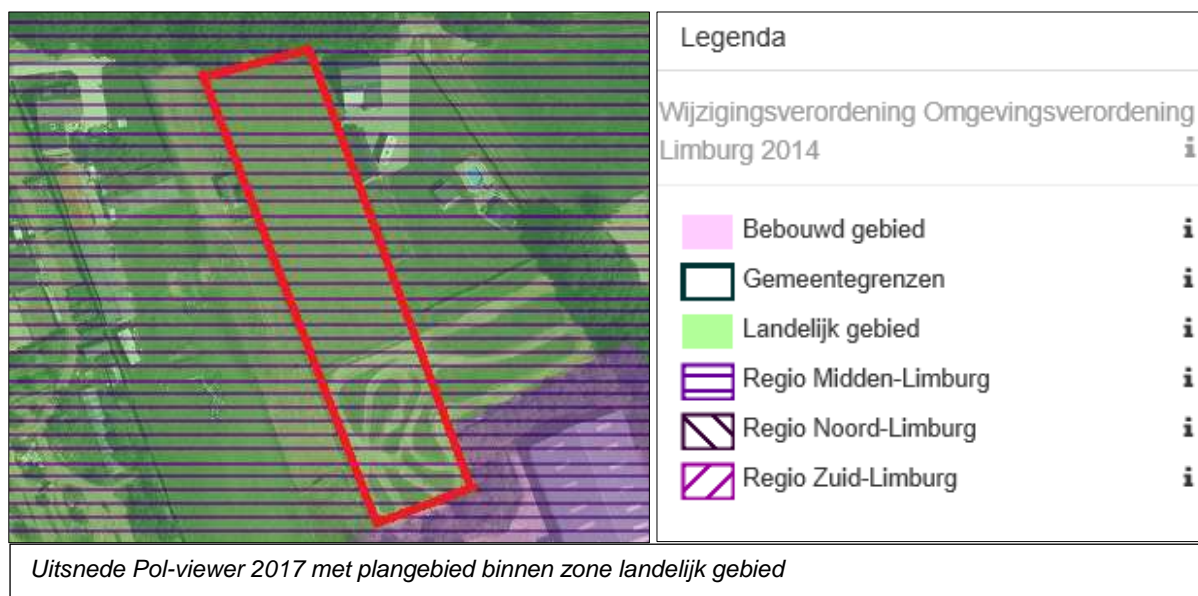 Legenda
Wijzigingsverordening Omgevingsverordening
Limburg 2014 i
Bebouwd gebied i
Gemeentegrenzen i
Landelijk gebied i
Regio Midden-Limburg i
Regio Noord-Limburg i
Regio Zuid-Limburg i
Uitsnede Pol-viewer 2017 met plangebied binnen zone landelijk gebied